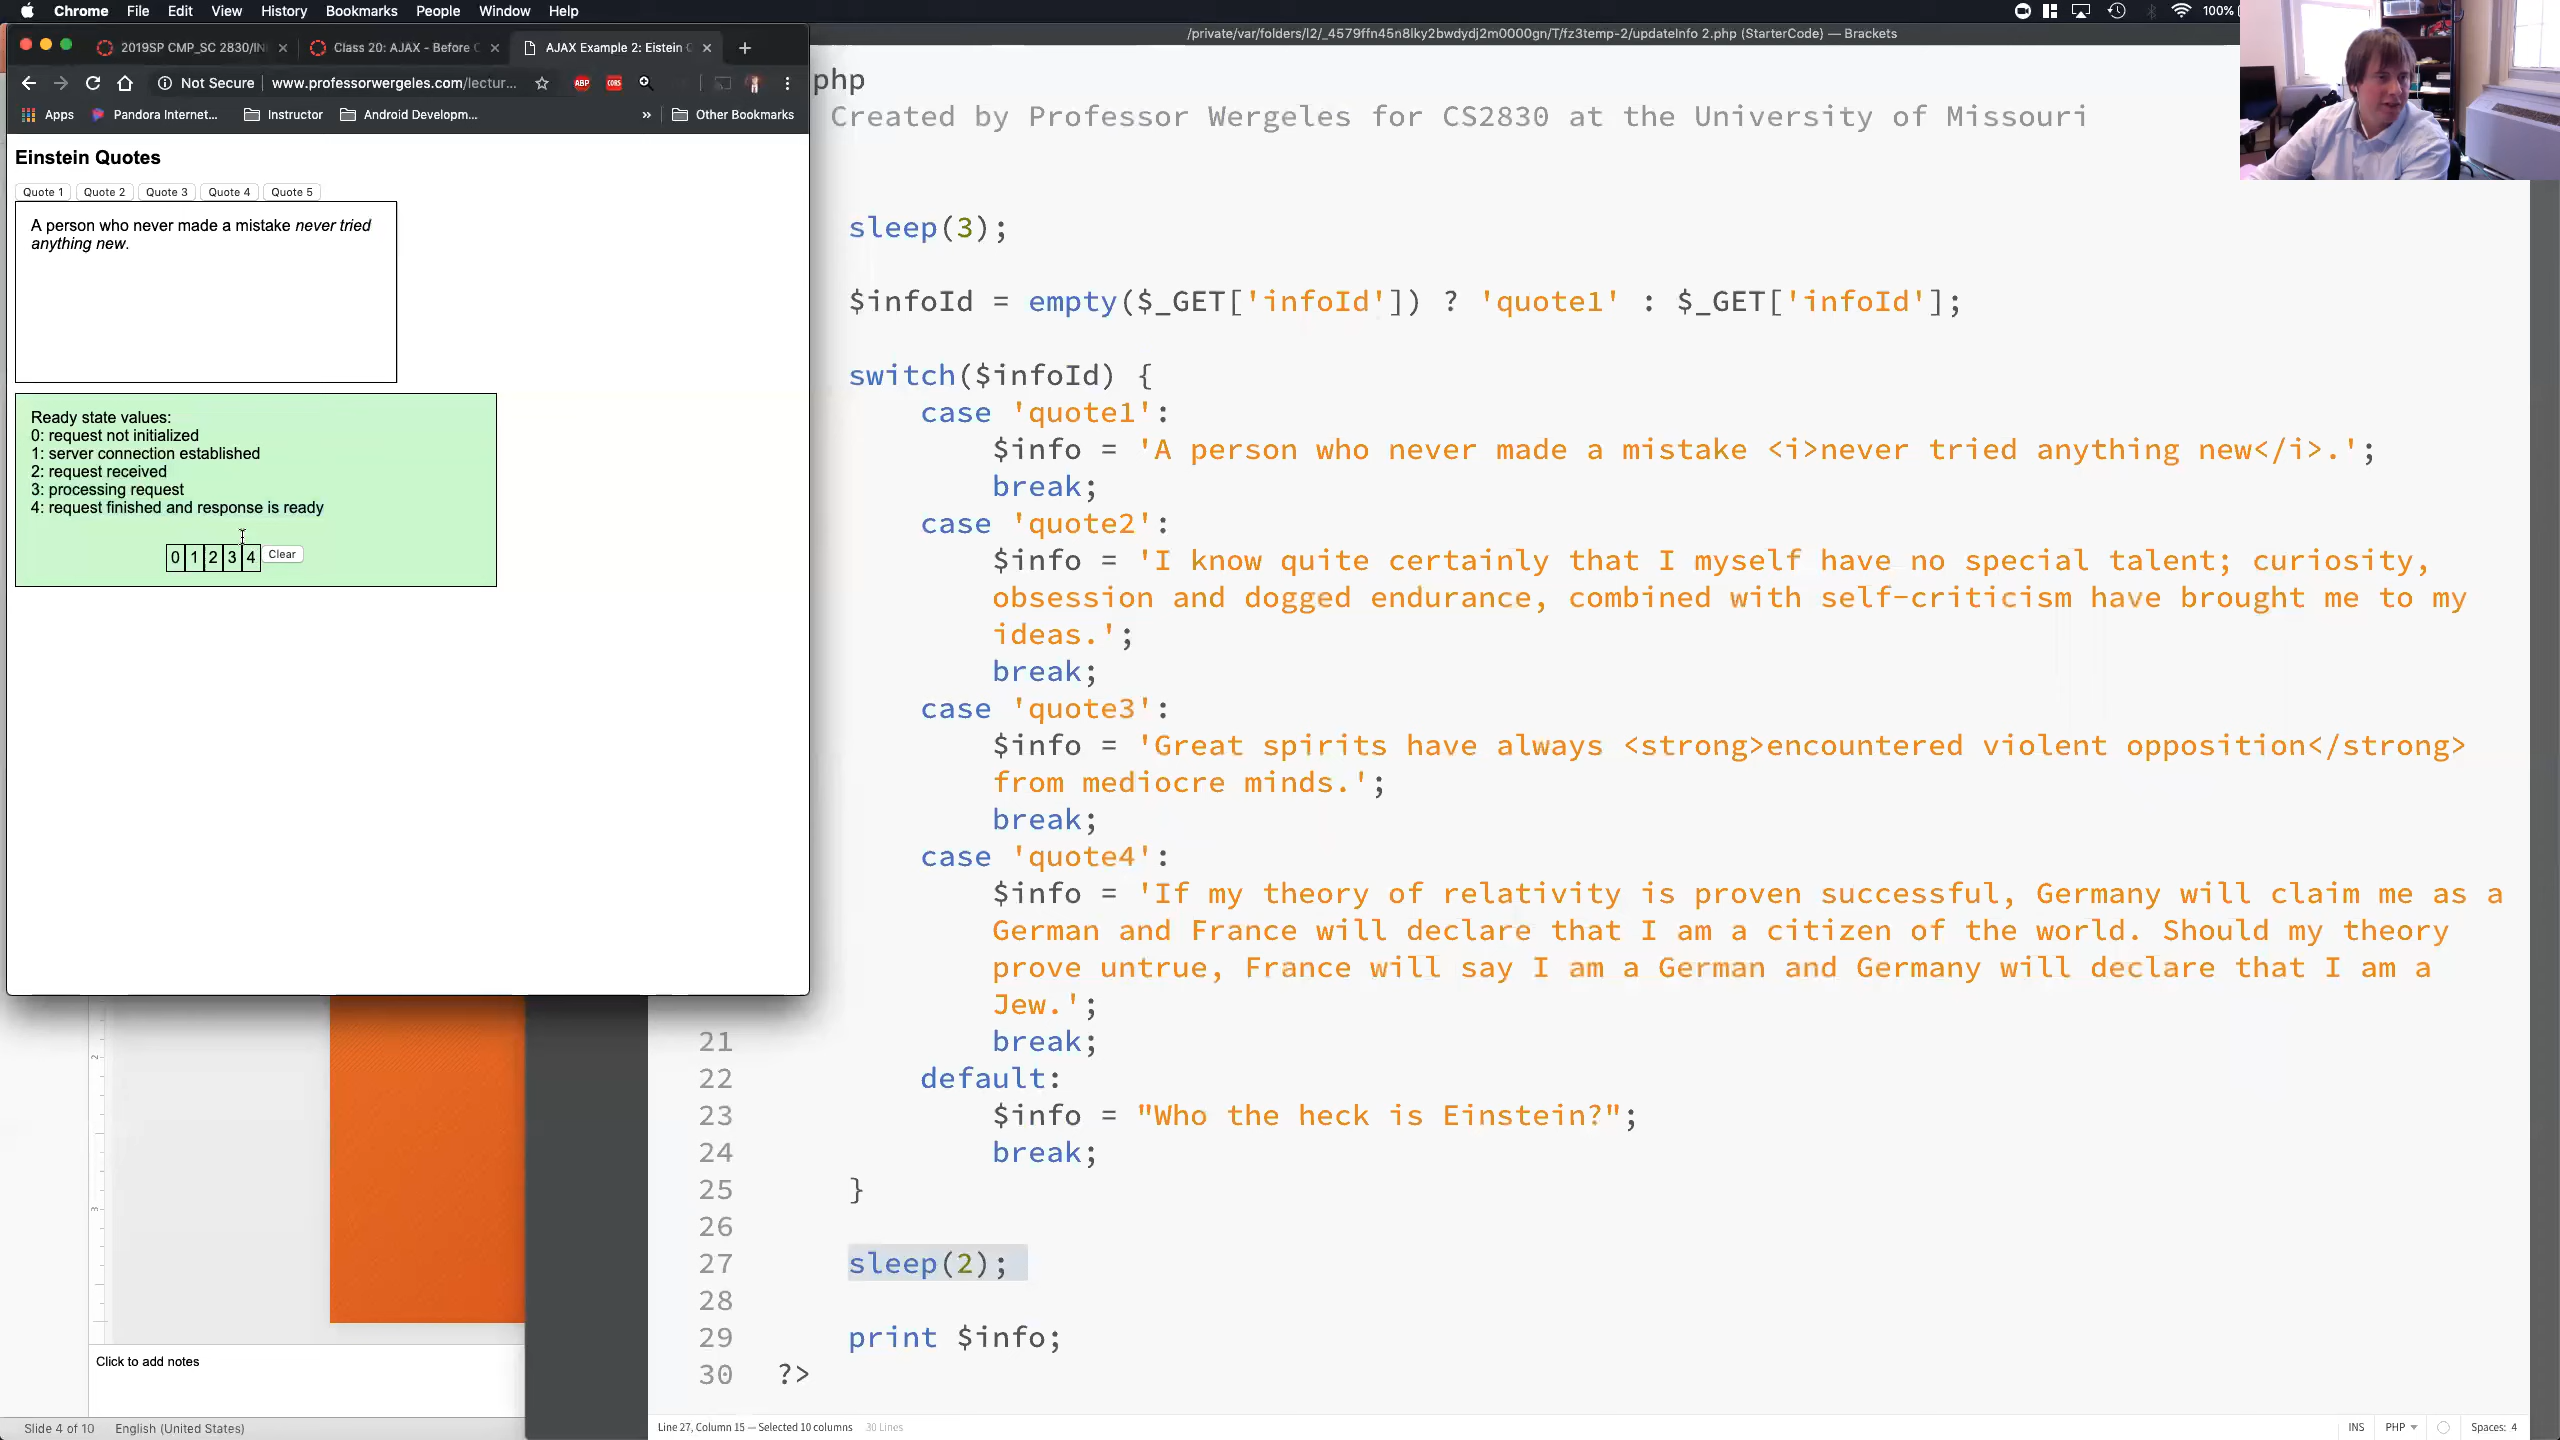 Chrome File Edit View History Bookmarks People Window Help
100%
2019SP CMP_SC 2830/IN
Class 20: AJAX - Before C
AJAX Example 2: Eistein
Not Secure
www.professorwergeles.com/lectur...
ABP
CORS
Apps
Pandora Internet...
Instructor
Android Developm...
»
Other Bookmarks
Einstein Quotes
Quote 1 Quote 2 Quote 3 Quote 4 Quote 5
A person who never made a mistake never tried
anything new.
Ready state values:
0: request not initialized
1: server connection established
2: request received
3: processing request
4: request finished and response is ready
0 1 2 3 4 Clear
2
3
Click to add notes
Slide 4 of 10 English (United States)
/private/var/folders/l2/_4579ffn45n8lky2bwdydj2m0000gn/T/fz3temp-2/updateInfo 2.php (StarterCode) — Brackets
php
Created by Professor Wergeles for CS2830 at the University of Missouri
sleep(3);
$infoId = empty($_GET['infoId']) ? 'quote1' : $_GET['infoId'];
switch($infoId) {
case 'quote1':
$info = 'A person who never made a mistake <i>never tried anything new</i>.';
break;
case 'quote2':
$info = 'I know quite certainly that I myself have no special talent; curiosity,
obsession and dogged endurance, combined with self-criticism have brought me to my
ideas.';
break;
case 'quote3':
$info = 'Great spirits have always <strong>encountered violent opposition</strong>
from mediocre minds.';
break;
case 'quote4':
$info = 'If my theory of relativity is proven successful, Germany will claim me as a
German and France will declare that I am a citizen of the world. Should my theory
prove untrue, France will say I am a German and Germany will declare that I am a
Jew.';
21 break;
22 default:
23 $info = "Who the heck is Einstein?";
24 break;
25 }
26
27 sleep(2);
28
29 print $info;
30 ?>
Line 27, Column 15 — Selected 10 columns 30 Lines
INS PHP Spaces: 4